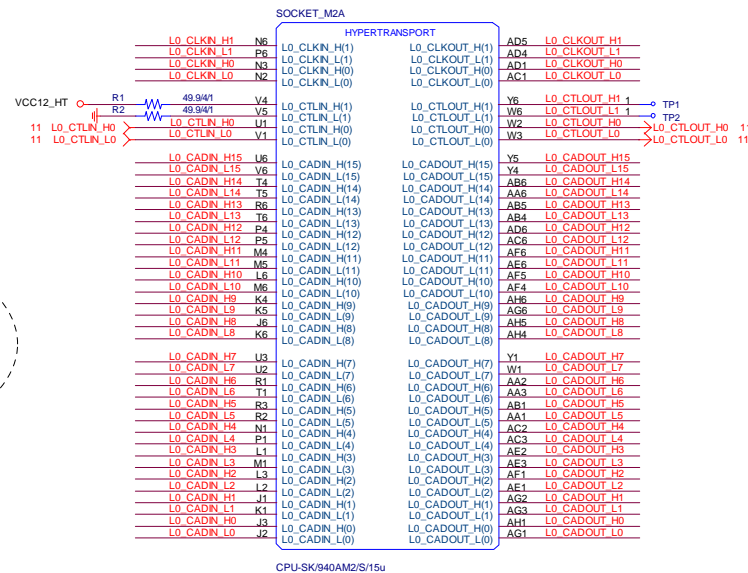 SOCKET_M2A
HYPERTRANSPORT
L0_CLKIN_H1 N6 L0_CLKIN_H(1) L0_CLKOUT_H(1) AD5 L0_CLKOUT_H1
L0_CLKIN_L1 P6 L0_CLKIN_L(1) L0_CLKOUT_L(1) AD4 L0_CLKOUT_L1
L0_CLKIN_H0 N3 L0_CLKIN_H(0) L0_CLKOUT_H(0) AD1 L0_CLKOUT_H0
L0_CLKIN_L0 N2 L0_CLKIN_L(0) L0_CLKOUT_L(0) AC1 L0_CLKOUT_L0
VCC12_HT R1 49.9/4/1 V4 L0_CTLIN_H(1) L0_CTLOUT_H(1) Y6 L0_CTLOUT_H1 1 TP1
R2 49.9/4/1 V5 L0_CTLIN_L(1) L0_CTLOUT_L(1) W6 L0_CTLOUT_L1 1 TP2
11 L0_CTLIN_H0 L0_CTLIN_H0 U1 L0_CTLIN_H(0) L0_CTLOUT_H(0) W2 L0_CTLOUT_H0 L0_CTLOUT_H0 11
11 L0_CTLIN_L0 L0_CTLIN_L0 V1 L0_CTLIN_L(0) L0_CTLOUT_L(0) W3 L0_CTLOUT_L0 L0_CTLOUT_L0 11
L0_CADIN_H15 U6 L0_CADIN_H(15) L0_CADOUT_H(15) Y5 L0_CADOUT_H15
L0_CADIN_L15 V6 L0_CADIN_L(15) L0_CADOUT_L(15) Y4 L0_CADOUT_L15
L0_CADIN_H14 T4 L0_CADIN_H(14) L0_CADOUT_H(14) AB6 L0_CADOUT_H14
L0_CADIN_L14 T5 L0_CADIN_L(14) L0_CADOUT_L(14) AA6 L0_CADOUT_L14
L0_CADIN_H13 R6 L0_CADIN_H(13) L0_CADOUT_H(13) AB5 L0_CADOUT_H13
L0_CADIN_L13 T6 L0_CADIN_L(13) L0_CADOUT_L(13) AB4 L0_CADOUT_L13
L0_CADIN_H12 P4 L0_CADIN_H(12) L0_CADOUT_H(12) AD6 L0_CADOUT_H12
L0_CADIN_L12 P5 L0_CADIN_L(12) L0_CADOUT_L(12) AC6 L0_CADOUT_L12
L0_CADIN_H11 M4 L0_CADIN_H(11) L0_CADOUT_H(11) AF6 L0_CADOUT_H11
L0_CADIN_L11 M5 L0_CADIN_L(11) L0_CADOUT_L(11) AE6 L0_CADOUT_L11
L0_CADIN_H10 L6 L0_CADIN_H(10) L0_CADOUT_H(10) AF5 L0_CADOUT_H10
L0_CADIN_L10 M6 L0_CADIN_L(10) L0_CADOUT_L(10) AF4 L0_CADOUT_L10
L0_CADIN_H9 K4 L0_CADIN_H(9) L0_CADOUT_H(9) AH6 L0_CADOUT_H9
L0_CADIN_L9 K5 L0_CADIN_L(9) L0_CADOUT_L(9) AG6 L0_CADOUT_L9
L0_CADIN_H8 J6 L0_CADIN_H(8) L0_CADOUT_H(8) AH5 L0_CADOUT_H8
L0_CADIN_L8 K6 L0_CADIN_L(8) L0_CADOUT_L(8) AH4 L0_CADOUT_L8
L0_CADIN_H7 U3 L0_CADIN_H(7) L0_CADOUT_H(7) Y1 L0_CADOUT_H7
L0_CADIN_L7 U2 L0_CADIN_L(7) L0_CADOUT_L(7) W1 L0_CADOUT_L7
L0_CADIN_H6 R1 L0_CADIN_H(6) L0_CADOUT_H(6) AA2 L0_CADOUT_H6
L0_CADIN_L6 T1 L0_CADIN_L(6) L0_CADOUT_L(6) AA3 L0_CADOUT_L6
L0_CADIN_H5 R3 L0_CADIN_H(5) L0_CADOUT_H(5) AB1 L0_CADOUT_H5
L0_CADIN_L5 R2 L0_CADIN_L(5) L0_CADOUT_L(5) AA1 L0_CADOUT_L5
L0_CADIN_H4 N1 L0_CADIN_H(4) L0_CADOUT_H(4) AC2 L0_CADOUT_H4
L0_CADIN_L4 P1 L0_CADIN_L(4) L0_CADOUT_L(4) AC3 L0_CADOUT_L4
L0_CADIN_H3 L1 L0_CADIN_H(3) L0_CADOUT_H(3) AE2 L0_CADOUT_H3
L0_CADIN_L3 M1 L0_CADIN_L(3) L0_CADOUT_L(3) AE3 L0_CADOUT_L3
L0_CADIN_H2 L3 L0_CADIN_H(2) L0_CADOUT_H(2) AF1 L0_CADOUT_H2
L0_CADIN_L2 L2 L0_CADIN_L(2) L0_CADOUT_L(2) AE1 L0_CADOUT_L2
L0_CADIN_H1 J1 L0_CADIN_H(1) L0_CADOUT_H(1) AG2 L0_CADOUT_H1
L0_CADIN_L1 K1 L0_CADIN_L(1) L0_CADOUT_L(1) AG3 L0_CADOUT_L1
L0_CADIN_H0 J3 L0_CADIN_H(0) L0_CADOUT_H(0) AH1 L0_CADOUT_H0
L0_CADIN_L0 J2 L0_CADIN_L(0) L0_CADOUT_L(0) AG1 L0_CADOUT_L0
CPU-SK/940AM2/S/15u